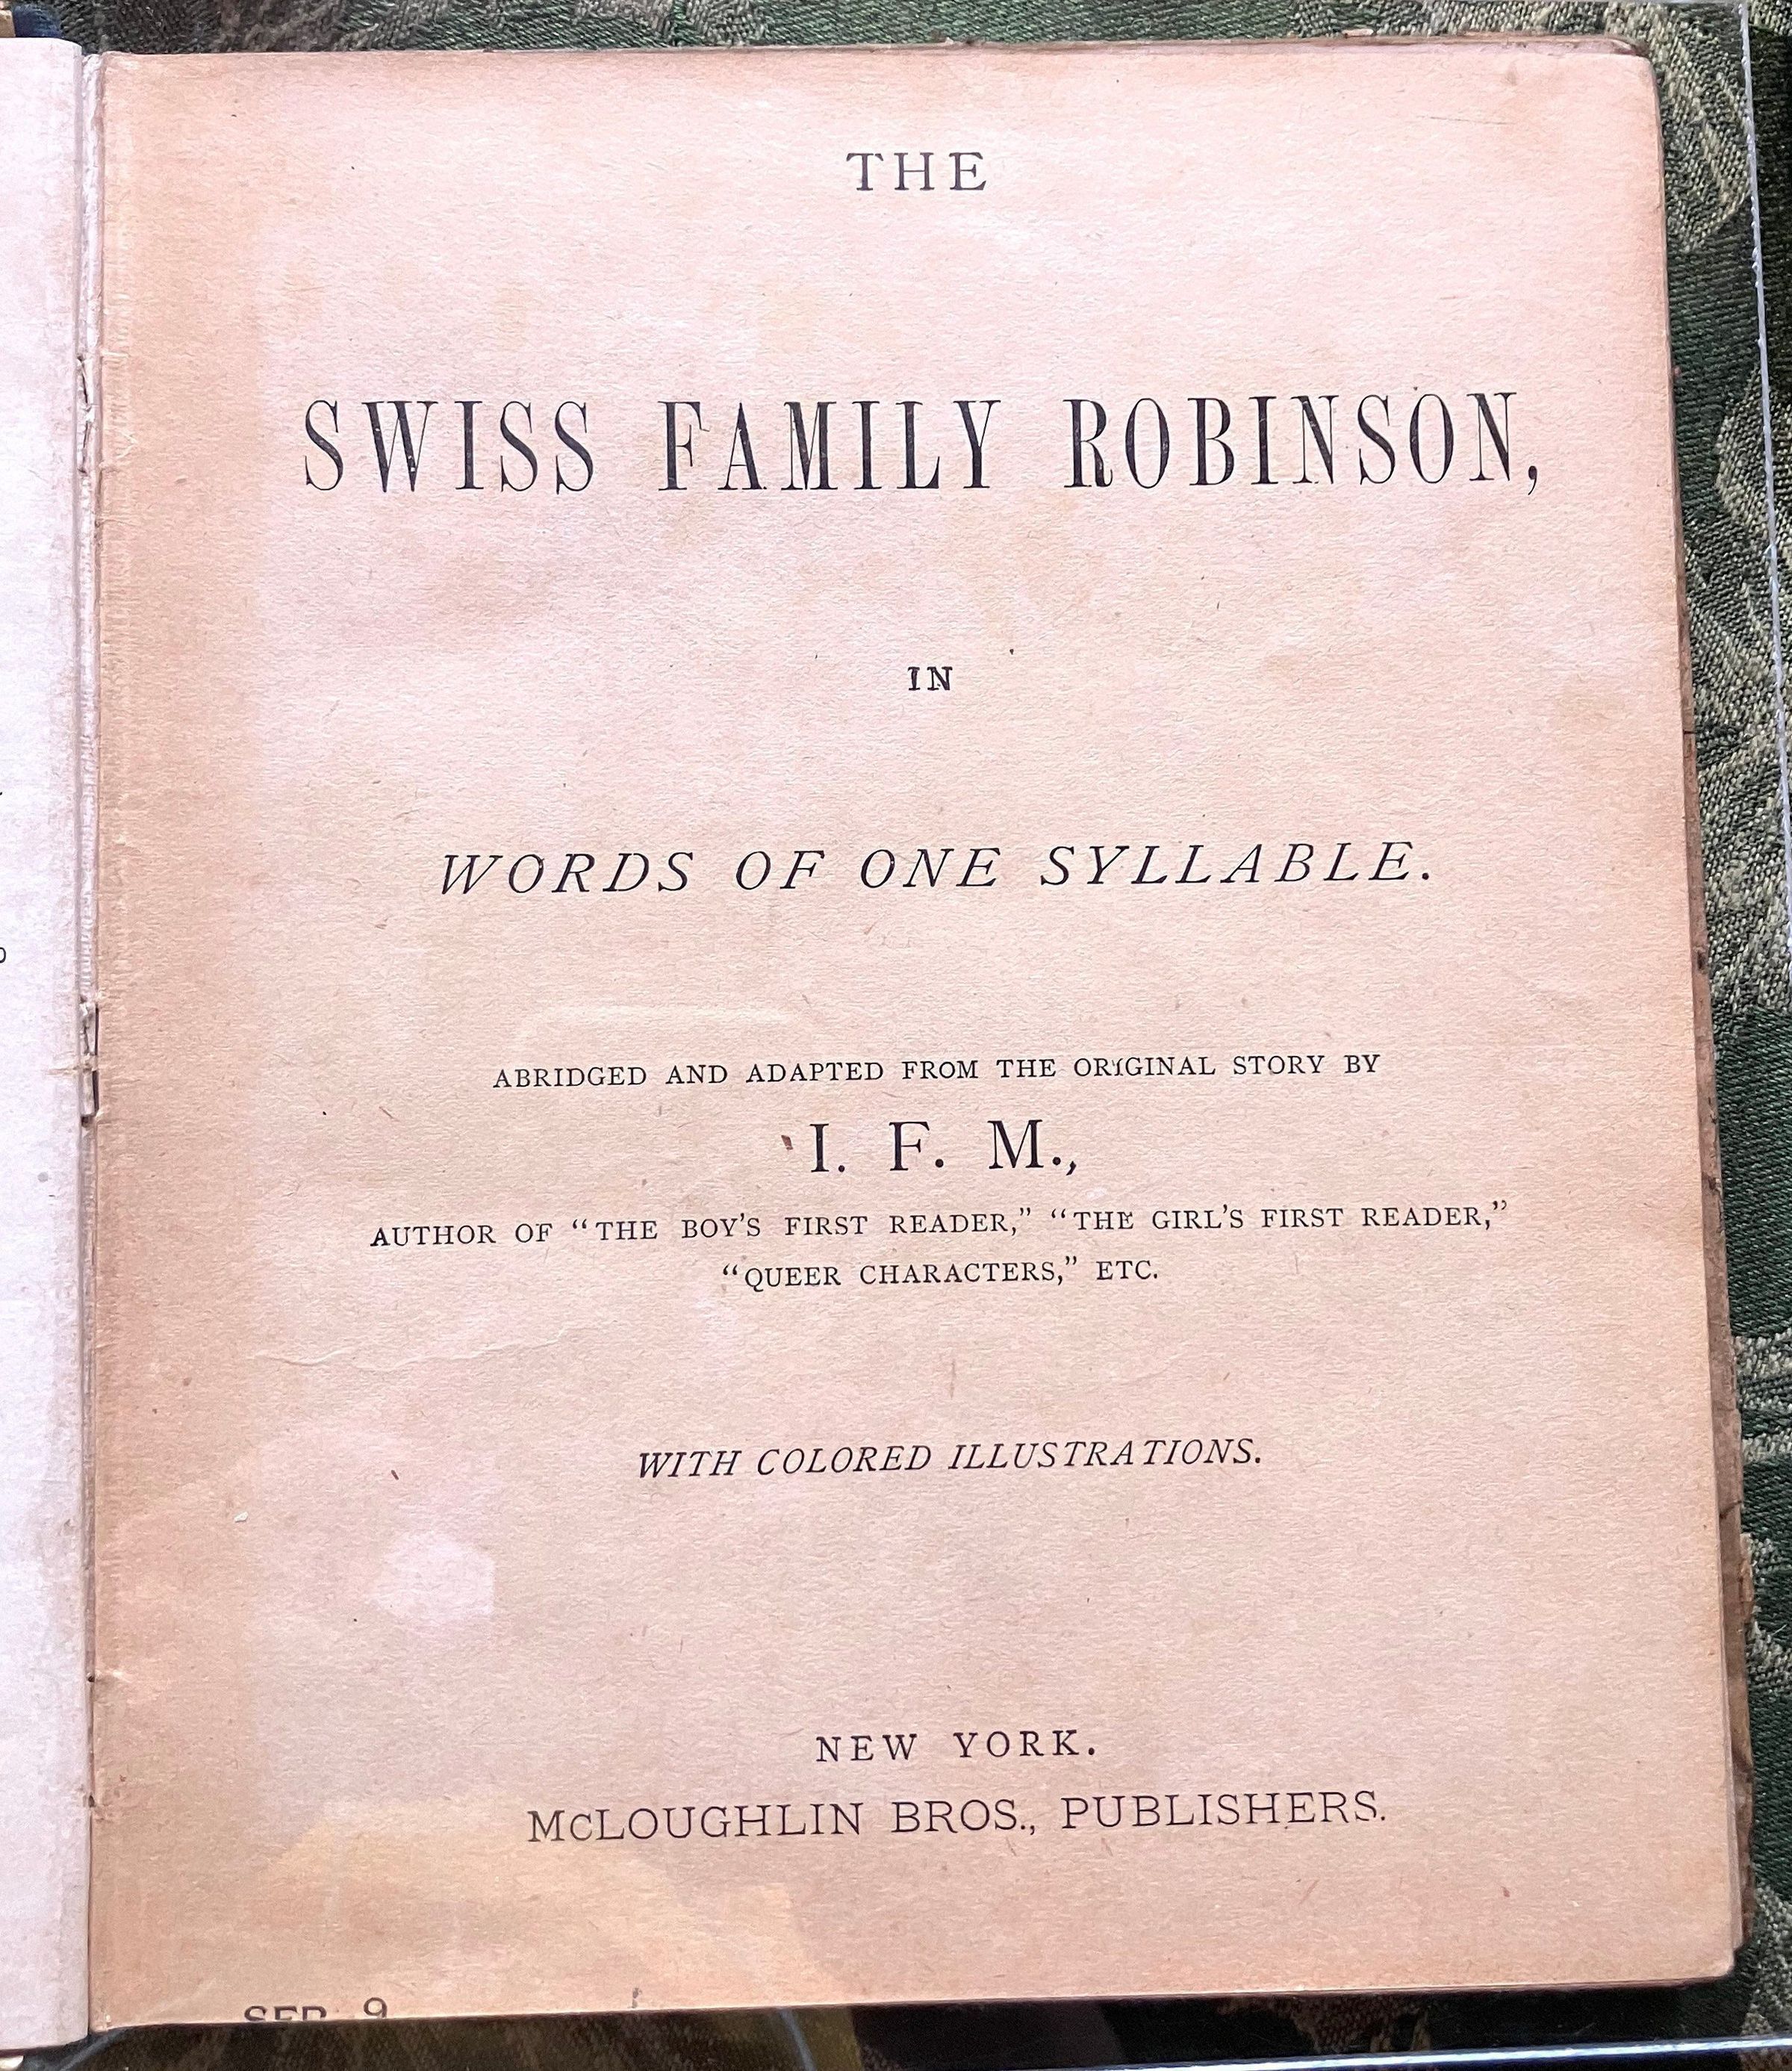 THE
SWISS FAMILY ROBINSON,
IN
WORDS OF ONE SYLLABLE.
ABRIDGED AND ADAPTED FROM THE ORIGINAL STORY BY
I. F. M.,
AUTHOR OF “THE BOY’S FIRST READER,” “THE GIRL’S FIRST READER,”
“QUEER CHARACTERS,” ETC.
WITH COLORED ILLUSTRATIONS.
NEW YORK.
McLOUGHLIN BROS., PUBLISHERS.
SEP 9